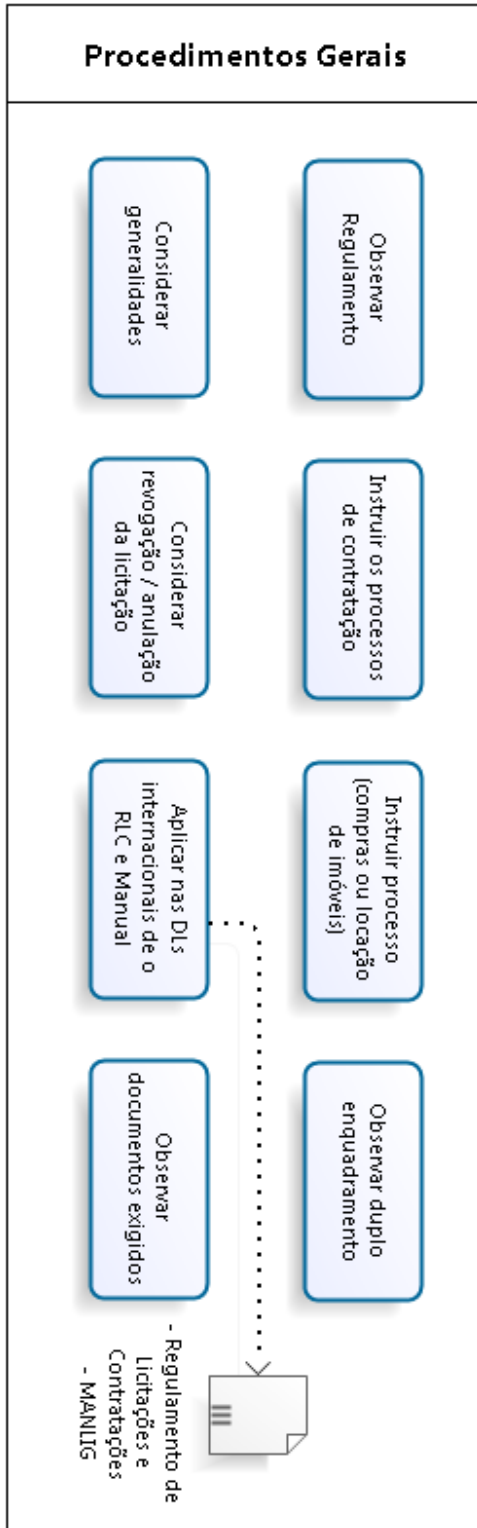 Procedimentos Gerais
Observar
Regulamento
Instruir os processos
de contratação
Instruir processo
(compras ou locação
de imóveis)
Observar duplo
enquadramento
Considerar
generalidades
Considerar
revogação / anulação
da licitação
Aplicar nas DLs
internacionais de o
RLC e Manual
Observar
documentos exigidos
- Regulamento de
Licitações e
Contratações
- MANLIG